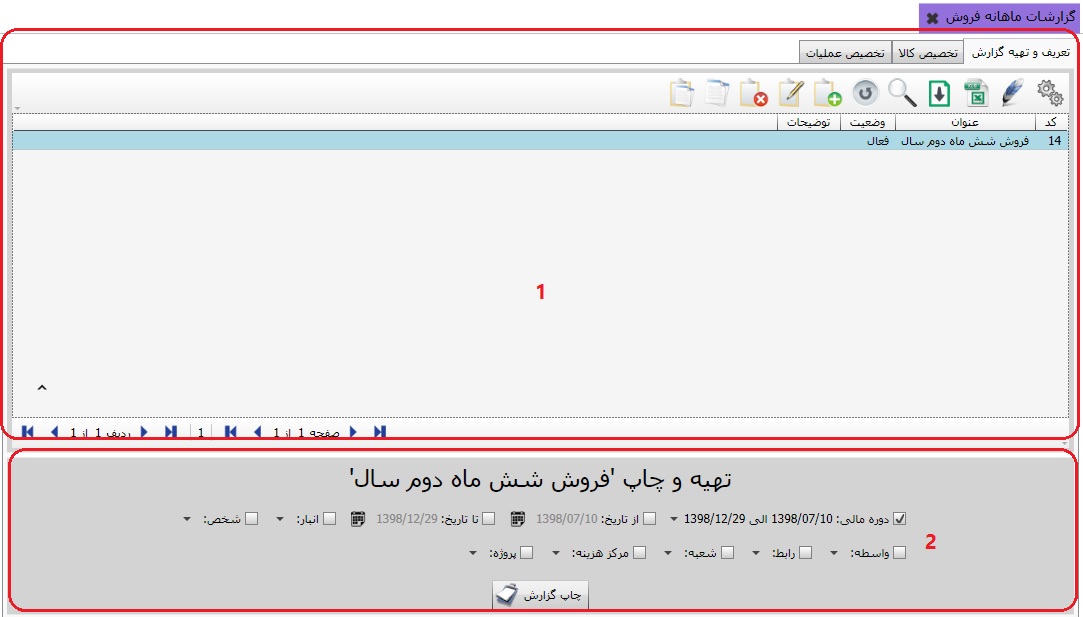 گزارشات ماهانه فروش
تعریف و تهیه گزارش تخصیص کالا تخصیص عملیات
کد عنوان وضعیت توضیحات
14 فروش شش ماه دوم سال فعال
1
صفحه 1 از 1 1 ردیف 1 از 1
تهیه و چاپ 'فروش شش ماه دوم سال'
دوره مالی: 1398/07/10 الی 1398/12/29 از تاریخ: 1398/07/10 تا تاریخ: 1398/12/29 انبار: شخص:
2
واسطه: رابط: شعبه: مرکز هزینه: پروژه:
چاپ گزارش